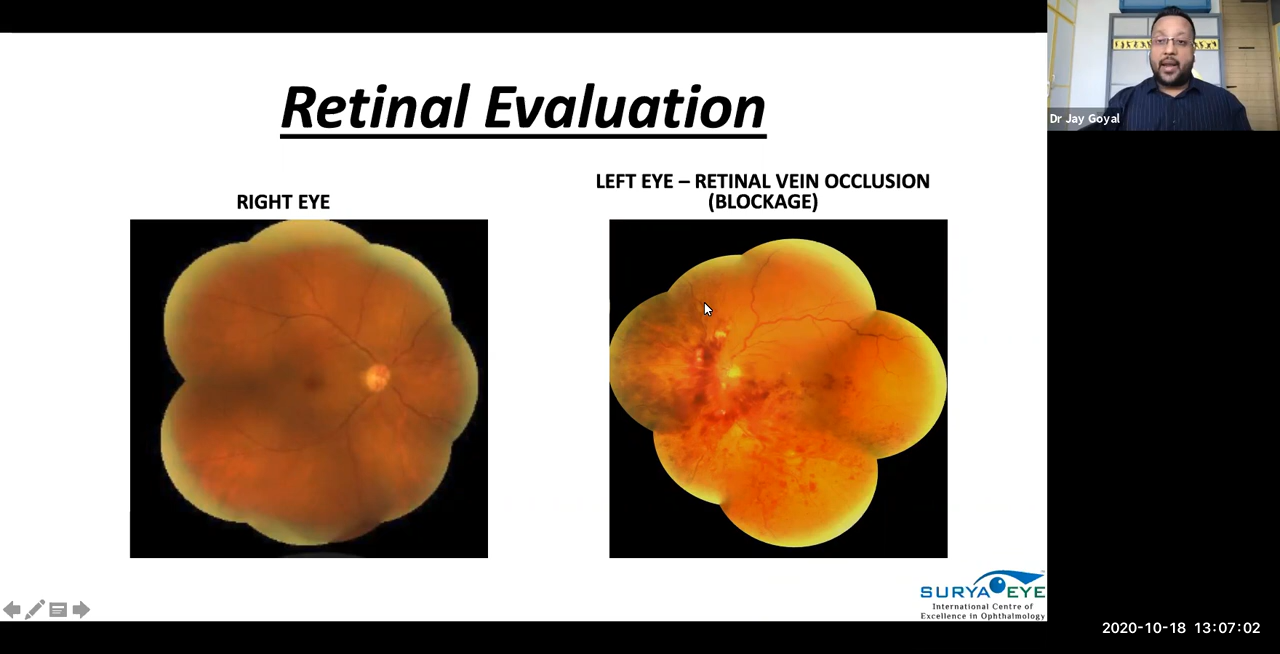 Retinal Evaluation
RIGHT EYE
LEFT EYE – RETINAL VEIN OCCLUSION
(BLOCKAGE)
Dr Jay Goyal
SURYA EYE
International Centre of
Excellence in Ophthalmology
2020-10-18 13:07:02